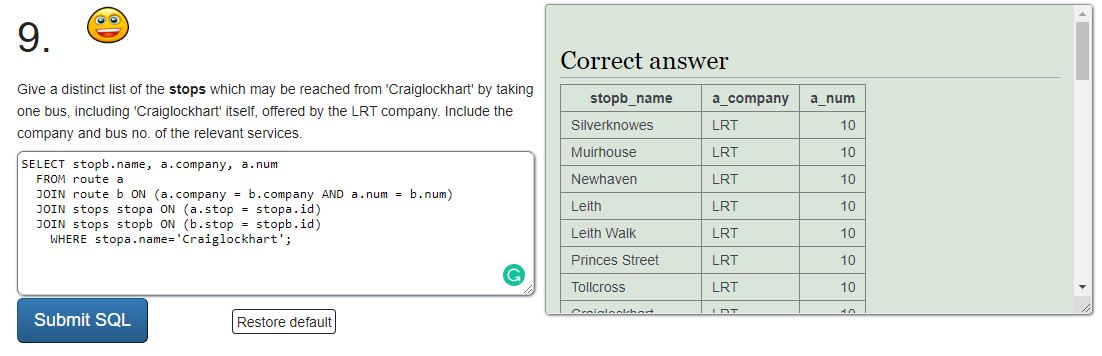 9.
Give a distinct list of the stops which may be reached from 'Craiglockhart' by taking
one bus, including 'Craiglockhart' itself, offered by the LRT company. Include the
company and bus no. of the relevant services.
SELECT stopb.name, a.company, a.num
FROM route a
JOIN route b ON (a.company = b.company AND a.num = b.num)
JOIN stops stopa ON (a.stop = stopa.id)
JOIN stops stopb ON (b.stop = stopb.id)
WHERE stopa.name='Craiglockhart';
Submit SQL
Restore default
Correct answer
stopb_name a_company a_num
Silverknowes LRT 10
Muirhouse LRT 10
Newhaven LRT 10
Leith LRT 10
Leith Walk LRT 10
Princes Street LRT 10
Tollcross LRT 10
Craiglockhart LRT 10